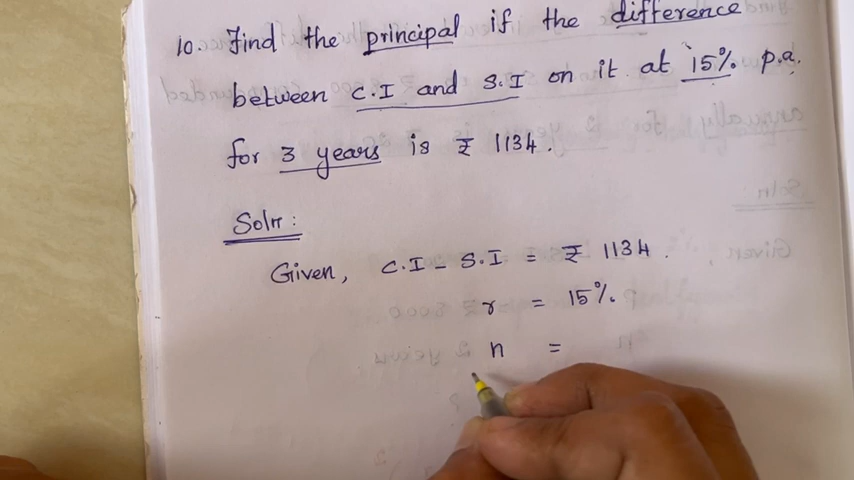 10. Find the principal if the difference
between C.I and S.I on it at 15% p.a.
for 3 years is ₹ 1134.
Soln:
Given, C.I - S.I = ₹ 1134.
r = 15%.
n =